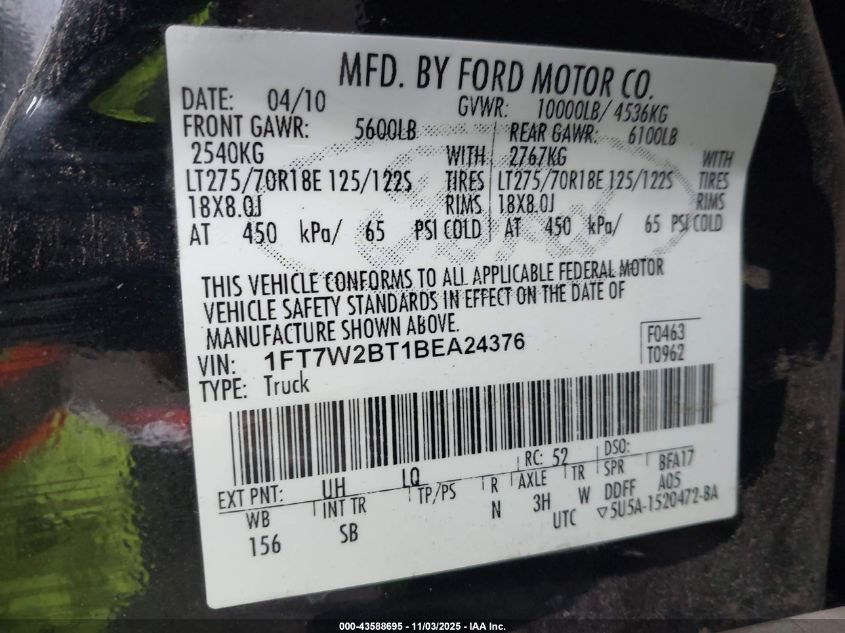 MFD. BY FORD MOTOR CO.
DATE: 04/10 GVWR: 10000LB/ 4536KG
FRONT GAWR: 5600LB REAR GAWR: 6100LB
2540KG WITH 2767KG WITH
LT275/70R18E 125/122S TIRES LT275/70R18E 125/122S TIRES
18X8.0J RIMS 18X8.0J RIMS
AT 450 kPa/ 65 PSI COLD AT 450 kPa/ 65 PSI COLD
THIS VEHICLE CONFORMS TO ALL APPLICABLE FEDERAL MOTOR
VEHICLE SAFETY STANDARDS IN EFFECT ON THE DATE OF
MANUFACTURE SHOWN ABOVE.
VIN: 1FT7W2BT1BEA24376 F0463
TYPE: Truck T0962
EXT PNT: UH LQ RC: 52 DSO:
WB INT TR TP/PS R AXLE TR SPR BFA17
156 SB N 3H W DDFF A05
UTC ▽5U5A-1520472-BA
000-43588695 - 11/03/2025 - IAA Inc.